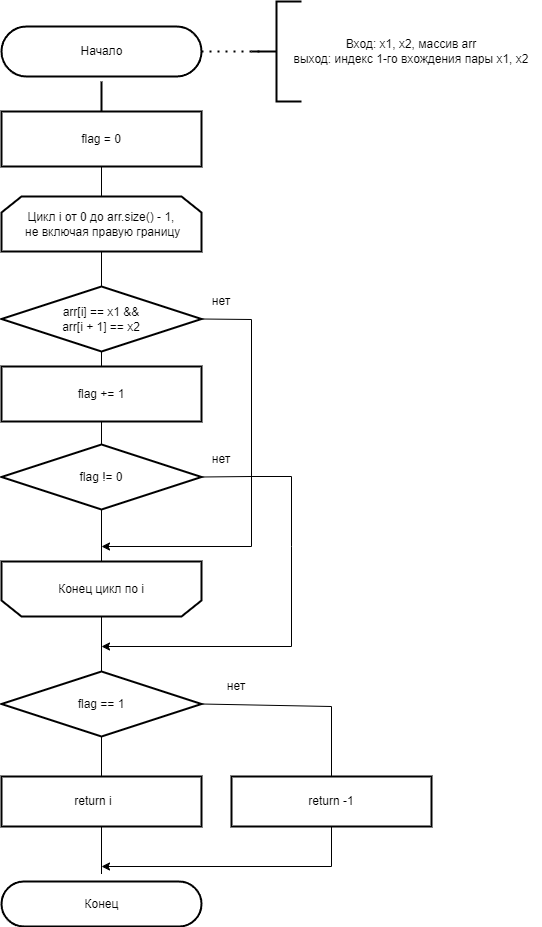 Начало
Вход: x1, x2, массив arr
выход: индекс 1-го вхождения пары x1, x2
flag = 0
Цикл i от 0 до arr.size() - 1,
не включая правую границу
arr[i] == x1 &&
arr[i + 1] == x2
нет
flag += 1
flag != 0
нет
Конец цикл по i
flag == 1
нет
return i
return -1
Конец